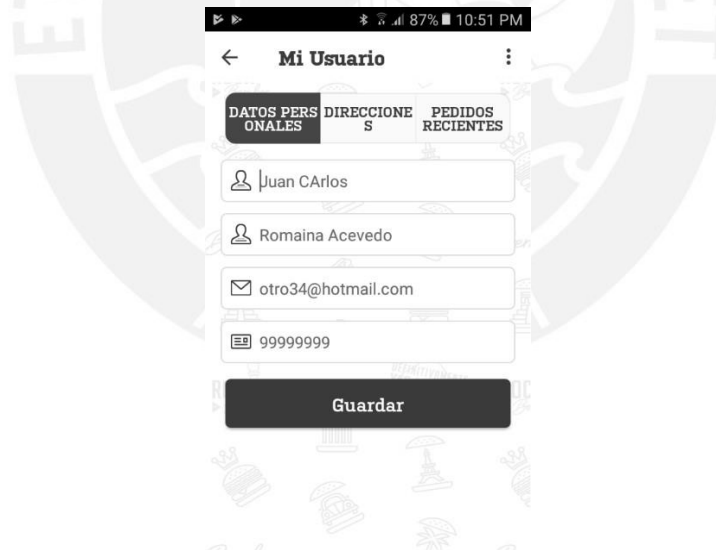 87% 10:51 PM
Mi Usuario
DATOS PERS
ONALES
DIRECCIONE
S
PEDIDOS
RECIENTES
Juan CArlos
Romaina Acevedo
otro34@hotmail.com
99999999
Guardar